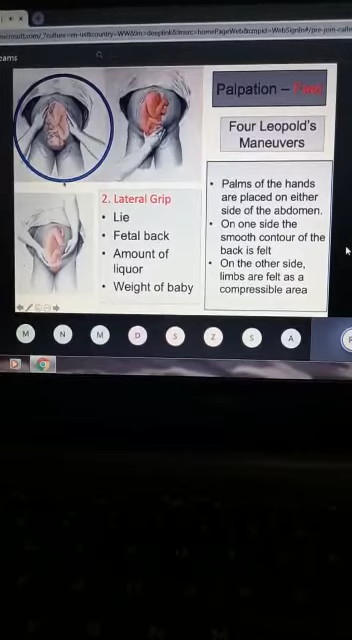 Palpation – Feel
Four Leopold's
Maneuvers
2. Lateral Grip
• Lie
• Fetal back
• Amount of
liquor
• Weight of baby
• Palms of the hands
are placed on either
side of the abdomen.
• On one side the
smooth contour of the
back is felt
• On the other side,
limbs are felt as a
compressible area
M N M D S Z S A